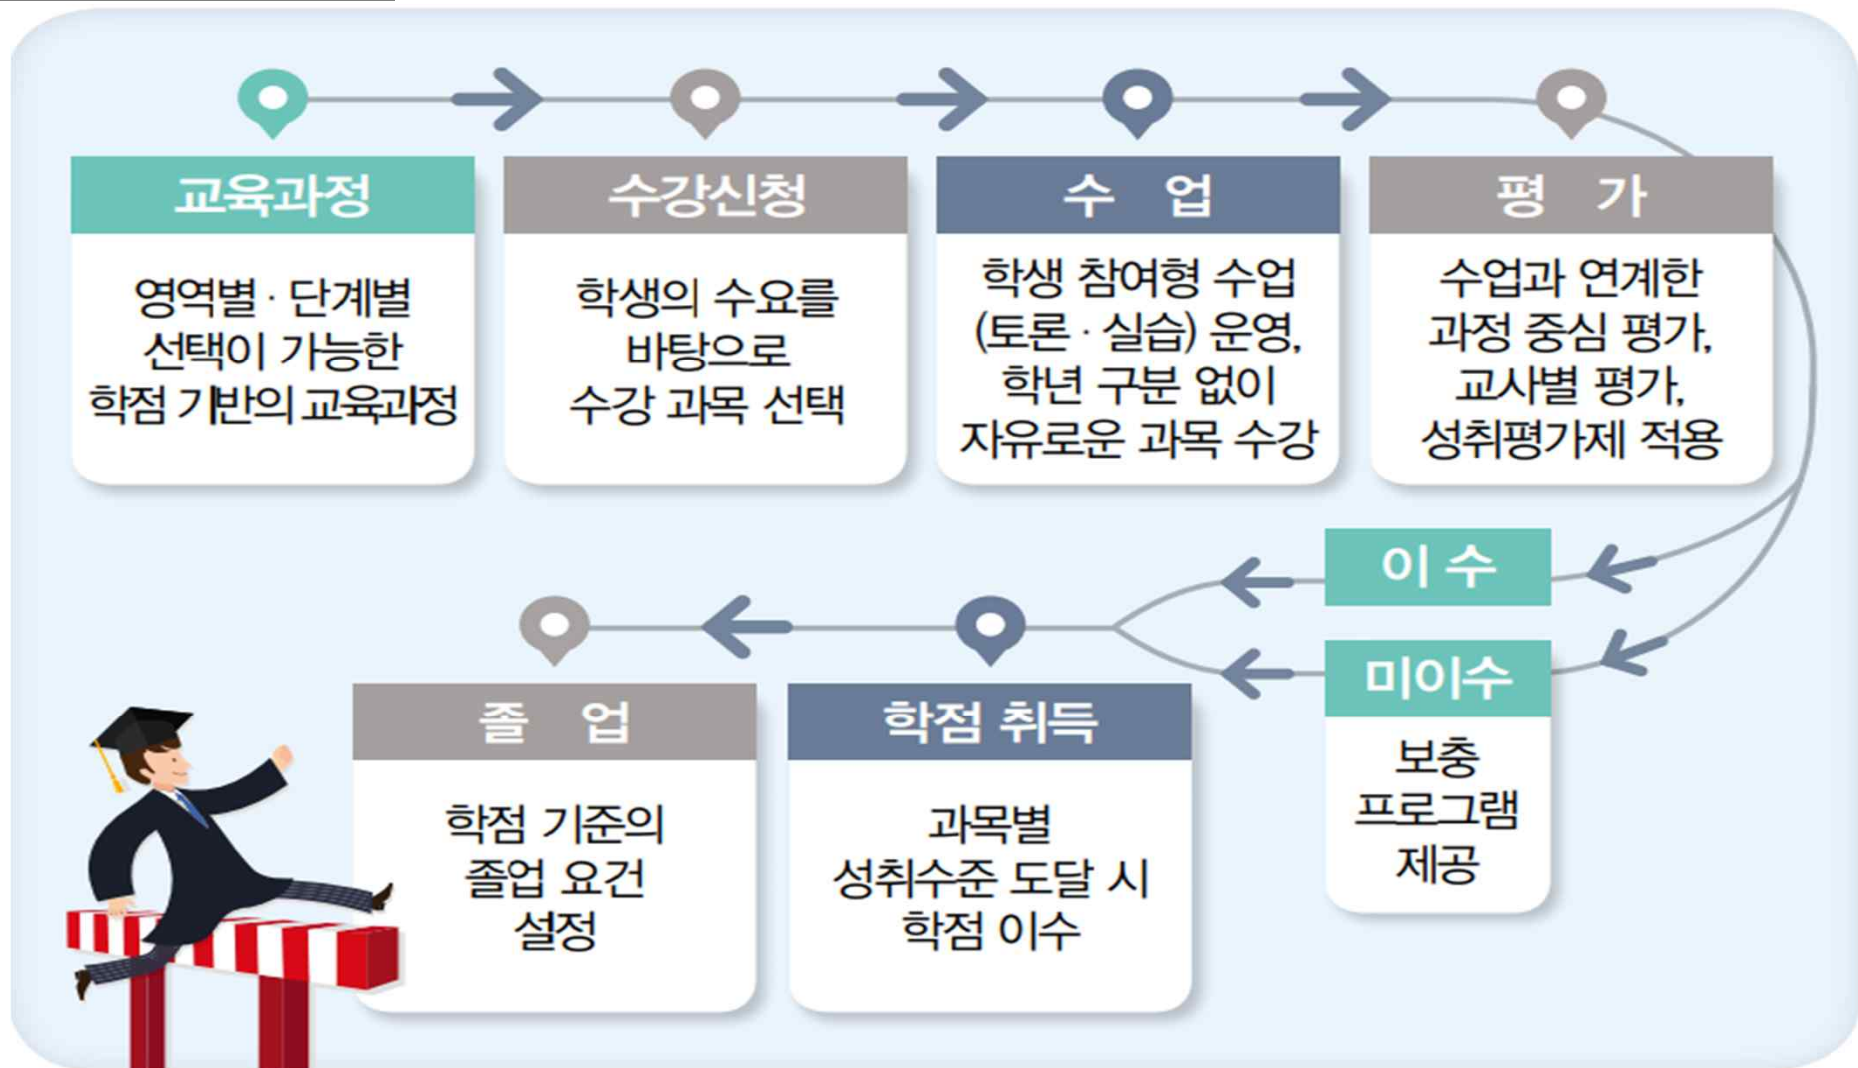 교육과정
영역별 · 단계별
선택이 가능한
학점 기반의 교육과정
수강신청
학생의 수요를
바탕으로
수강 과목 선택
수 업
학생 참여형 수업
(토론 · 실습) 운영,
학년 구분 없이
자유로운 과목 수강
평 가
수업과 연계한
과정 중심 평가,
교사별 평가,
성취평가제 적용
이 수
미이수
보충
프로그램
제공
학점 취득
과목별
성취수준 도달 시
학점 이수
졸 업
학점 기준의
졸업 요건
설정